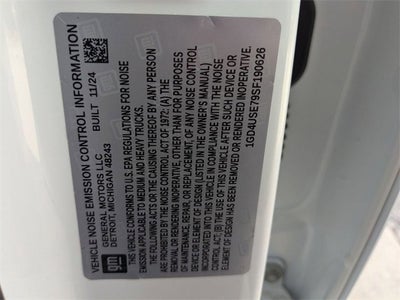 VEHICLE NOISE EMISSION CONTROL INFORMATION
GENERAL MOTORS LLC BUILT 11/24
DETROIT, MICHIGAN 48243
THIS VEHICLE CONFORMS TO U.S. EPA REGULATIONS FOR NOISE
EMISSION APPLICABLE TO MEDIUM AND HEAVY TRUCKS.
THE FOLLOWING ACTS OR THE CAUSING THEREOF BY ANY PERSON
ARE PROHIBITED BY THE NOISE CONTROL ACT OF 1972: (A) THE
REMOVAL OR RENDERING INOPERATIVE, OTHER THAN FOR PURPOSES
OF MAINTENANCE, REPAIR, OR REPLACEMENT, OF ANY NOISE CONTROL
DEVICE OR ELEMENT OF DESIGN (LISTED IN THE OWNER'S MANUAL)
INCORPORATED INTO THIS VEHICLE IN COMPLIANCE WITH THE NOISE
CONTROL ACT; (B) THE USE OF THIS VEHICLE AFTER SUCH DEVICE OR
ELEMENT OF DESIGN HAS BEEN REMOVED OR RENDERED INOPERATIVE.
1GD4USE79SF190626
gm